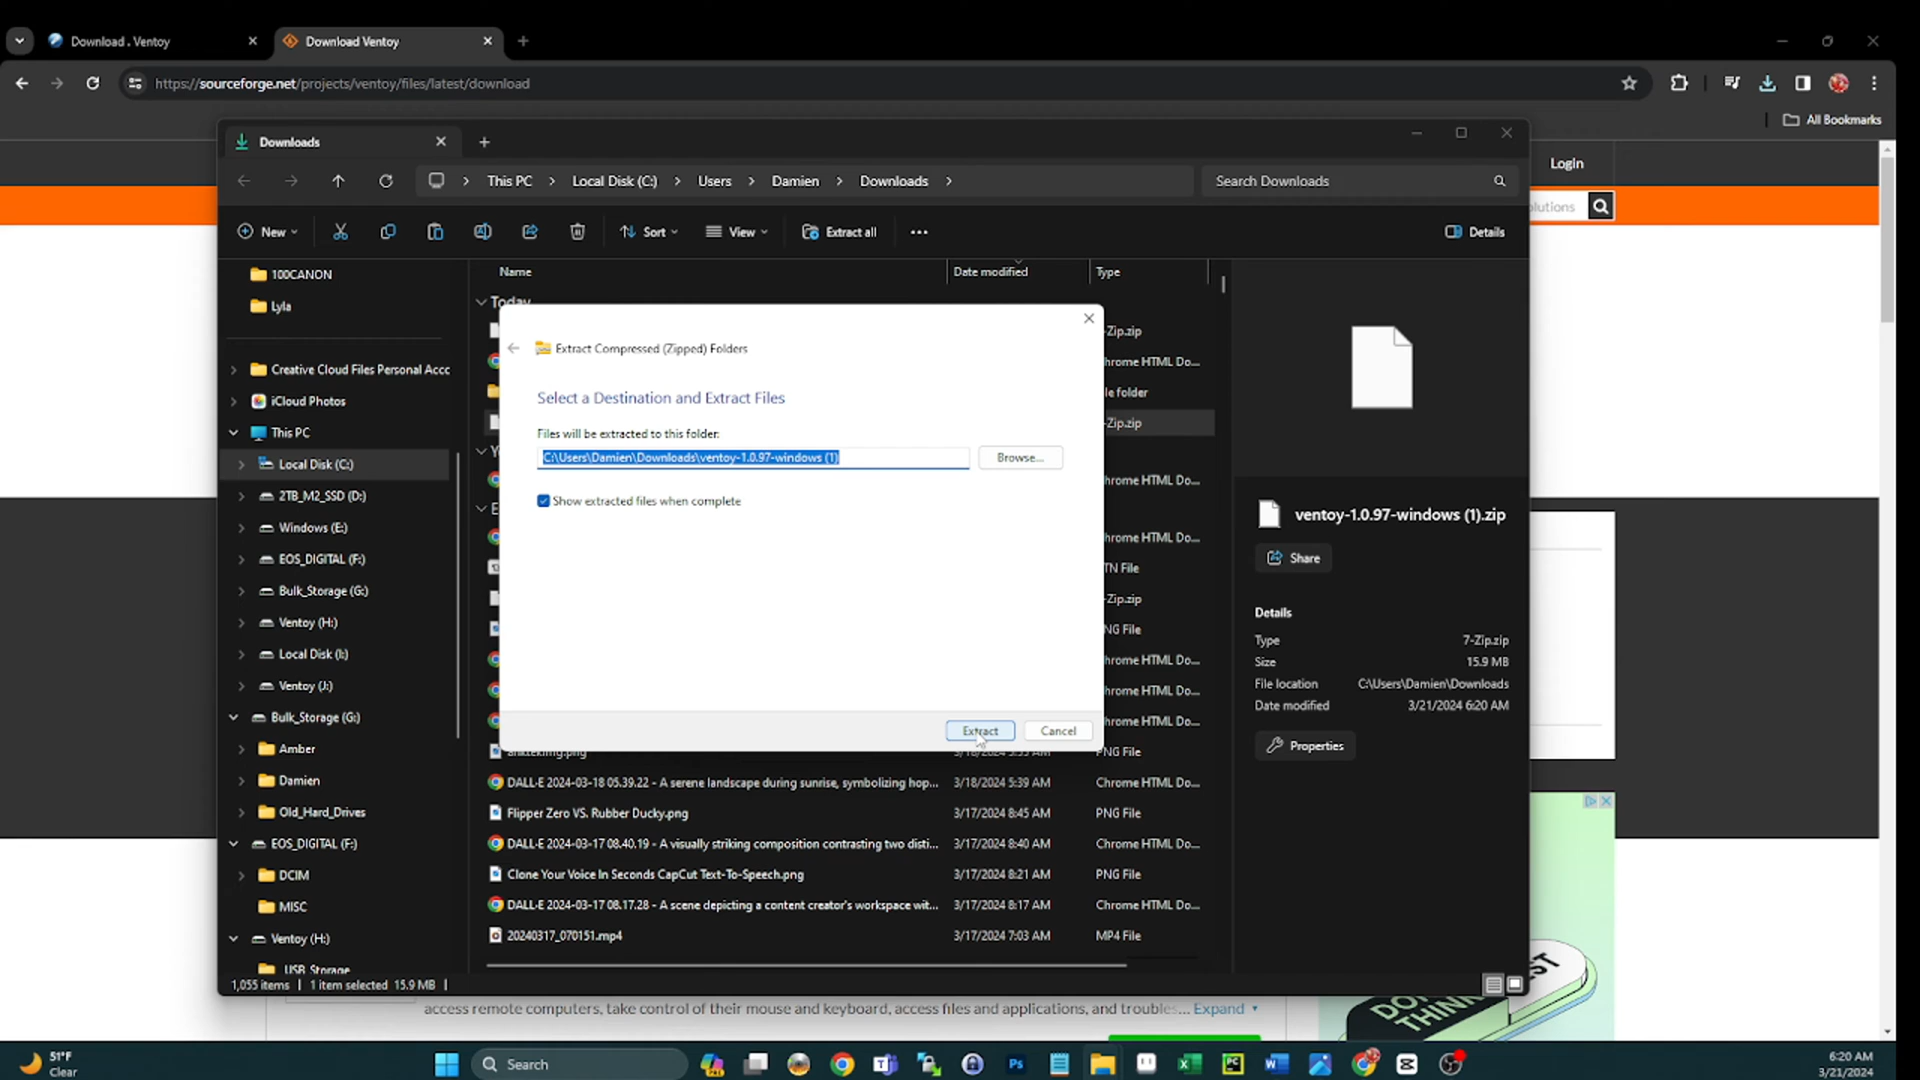 Download . Ventoy
Download Ventoy
https://sourceforge.net/projects/ventoy/files/latest/download
All Bookmarks
Login
Downloads
This PC > Local Disk (C:) > Users > Damien > Downloads >
Search Downloads
New
Sort
View
Extract all
Details
100CANON
Lyla
Creative Cloud Files Personal Acco
iCloud Photos
This PC
Local Disk (C:)
2TB_M2_SSD (D:)
Windows (E:)
EOS_DIGITAL (F:)
Bulk_Storage (G:)
Ventoy (H:)
Local Disk (I:)
Ventoy (J:)
Bulk_Storage (G:)
Amber
Damien
Old_Hard_Drives
EOS_DIGITAL (F:)
DCIM
MISC
Ventoy (H:)
USB_Storage
Name
Date modified
Type
Today
Extract Compressed (Zipped) Folders
Select a Destination and Extract Files
Files will be extracted to this folder:
C:\Users\Damien\Downloads\ventoy-1.0.97-windows (1)
Browse...
Show extracted files when complete
Extract
Cancel
PNG File
DALL·E 2024-03-18 05.39.22 - A serene landscape during sunrise, symbolizing hop...
3/18/2024 5:39 AM
Chrome HTML Do...
Flipper Zero VS. Rubber Ducky.png
3/17/2024 8:45 AM
PNG File
DALL·E 2024-03-17 08.40.19 - A visually striking composition contrasting two disti...
3/17/2024 8:40 AM
Chrome HTML Do...
Clone Your Voice In Seconds CapCut Text-To-Speech.png
3/17/2024 8:21 AM
PNG File
DALL·E 2024-03-17 08.17.28 - A scene depicting a content creator's workspace wit...
3/17/2024 8:17 AM
Chrome HTML Do...
20240317_070151.mp4
3/17/2024 7:03 AM
MP4 File
1,055 items
1 item selected 15.9 MB
ventoy-1.0.97-windows (1).zip
Share
Details
Type
7-Zip.zip
Size
15.9 MB
File location
C:\Users\Damien\Downloads
Date modified
3/21/2024 6:20 AM
Properties
access remote computers, take control of their mouse and keyboard, access files and applications, and troubles... Expand
51°F
Clear
Search
6:20 AM
3/21/2024